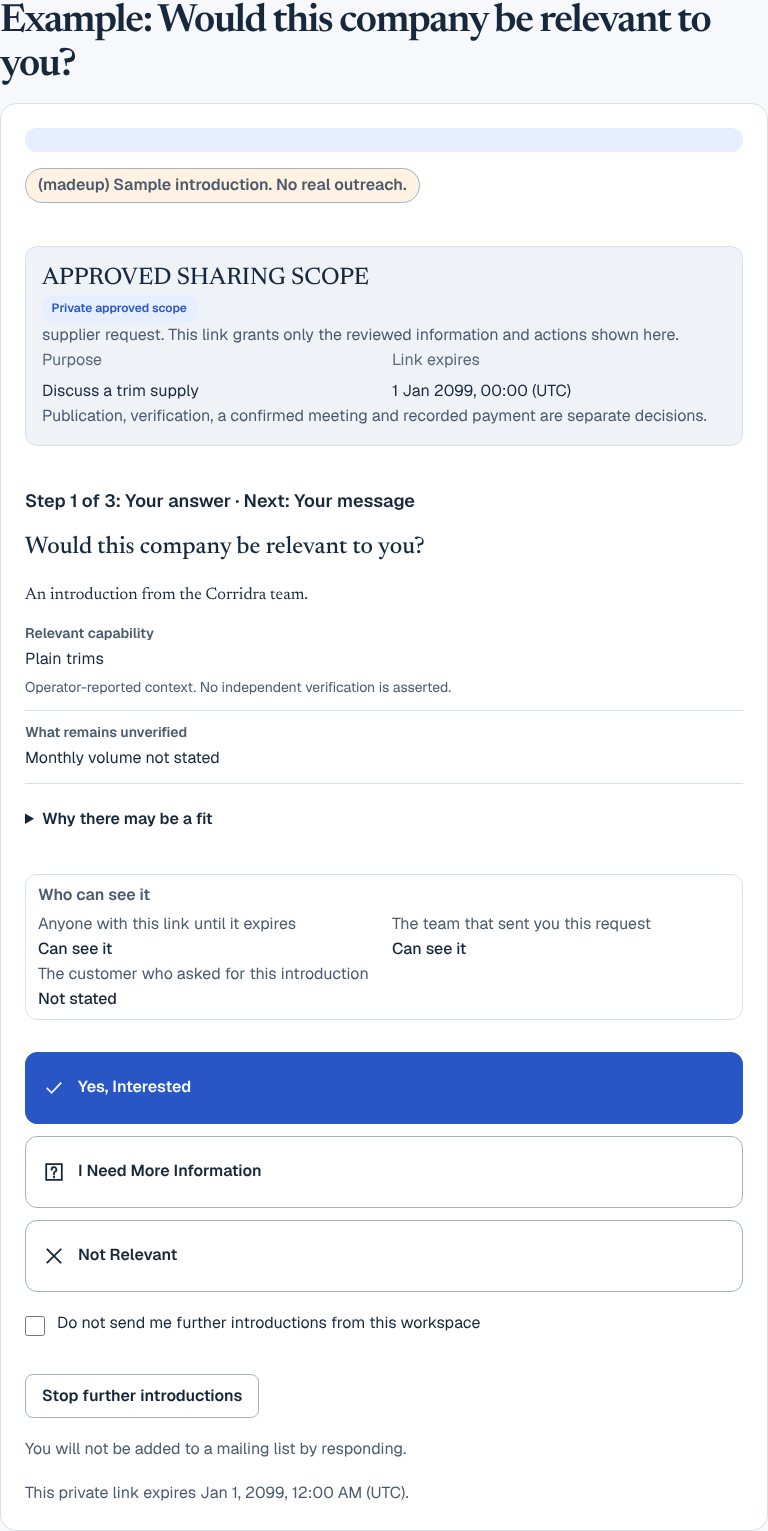 Example: Would this company be relevant to
you?
(madeup) Sample introduction. No real outreach.
APPROVED SHARING SCOPE
Private approved scope
supplier request. This link grants only the reviewed information and actions shown here.
Purpose
Discuss a trim supply
Link expires
1 Jan 2099, 00:00 (UTC)
Publication, verification, a confirmed meeting and recorded payment are separate decisions.
Step 1 of 3: Your answer · Next: Your message
Would this company be relevant to you?
An introduction from the Corridra team.
Relevant capability
Plain trims
Operator-reported context. No independent verification is asserted.
What remains unverified
Monthly volume not stated
Why there may be a fit
Who can see it
Anyone with this link until it expires
Can see it
The team that sent you this request
Can see it
The customer who asked for this introduction
Not stated
Yes, Interested
I Need More Information
Not Relevant
Do not send me further introductions from this workspace
Stop further introductions
You will not be added to a mailing list by responding.
This private link expires Jan 1, 2099, 12:00 AM (UTC).